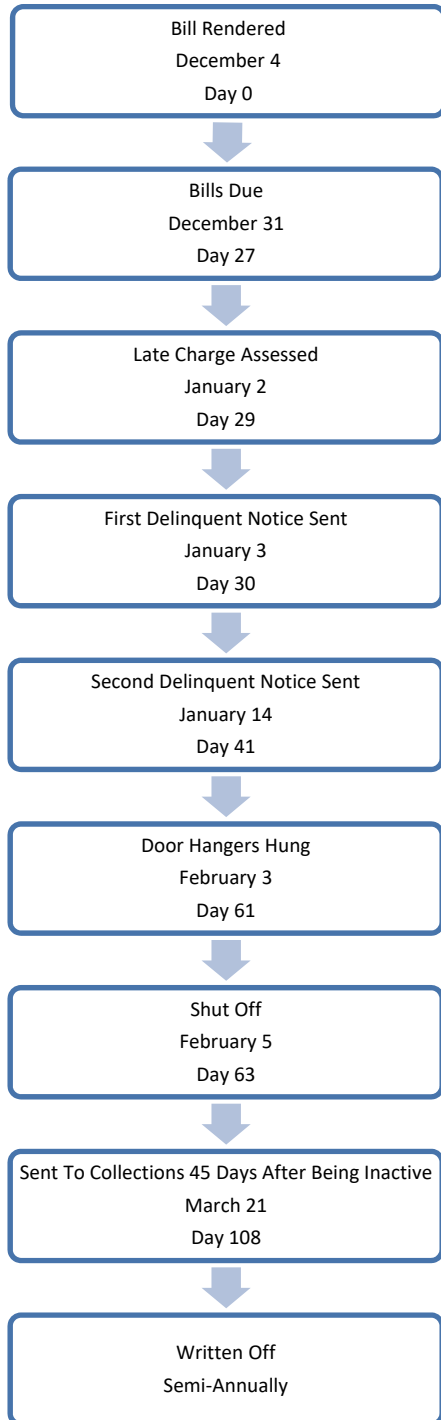 Bill Rendered
December 4
Day 0
Bills Due
December 31
Day 27
Late Charge Assessed
January 2
Day 29
First Delinquent Notice Sent
January 3
Day 30
Second Delinquent Notice Sent
January 14
Day 41
Door Hangers Hung
February 3
Day 61
Shut Off
February 5
Day 63
Sent To Collections 45 Days After Being Inactive
March 21
Day 108
Written Off
Semi-Annually